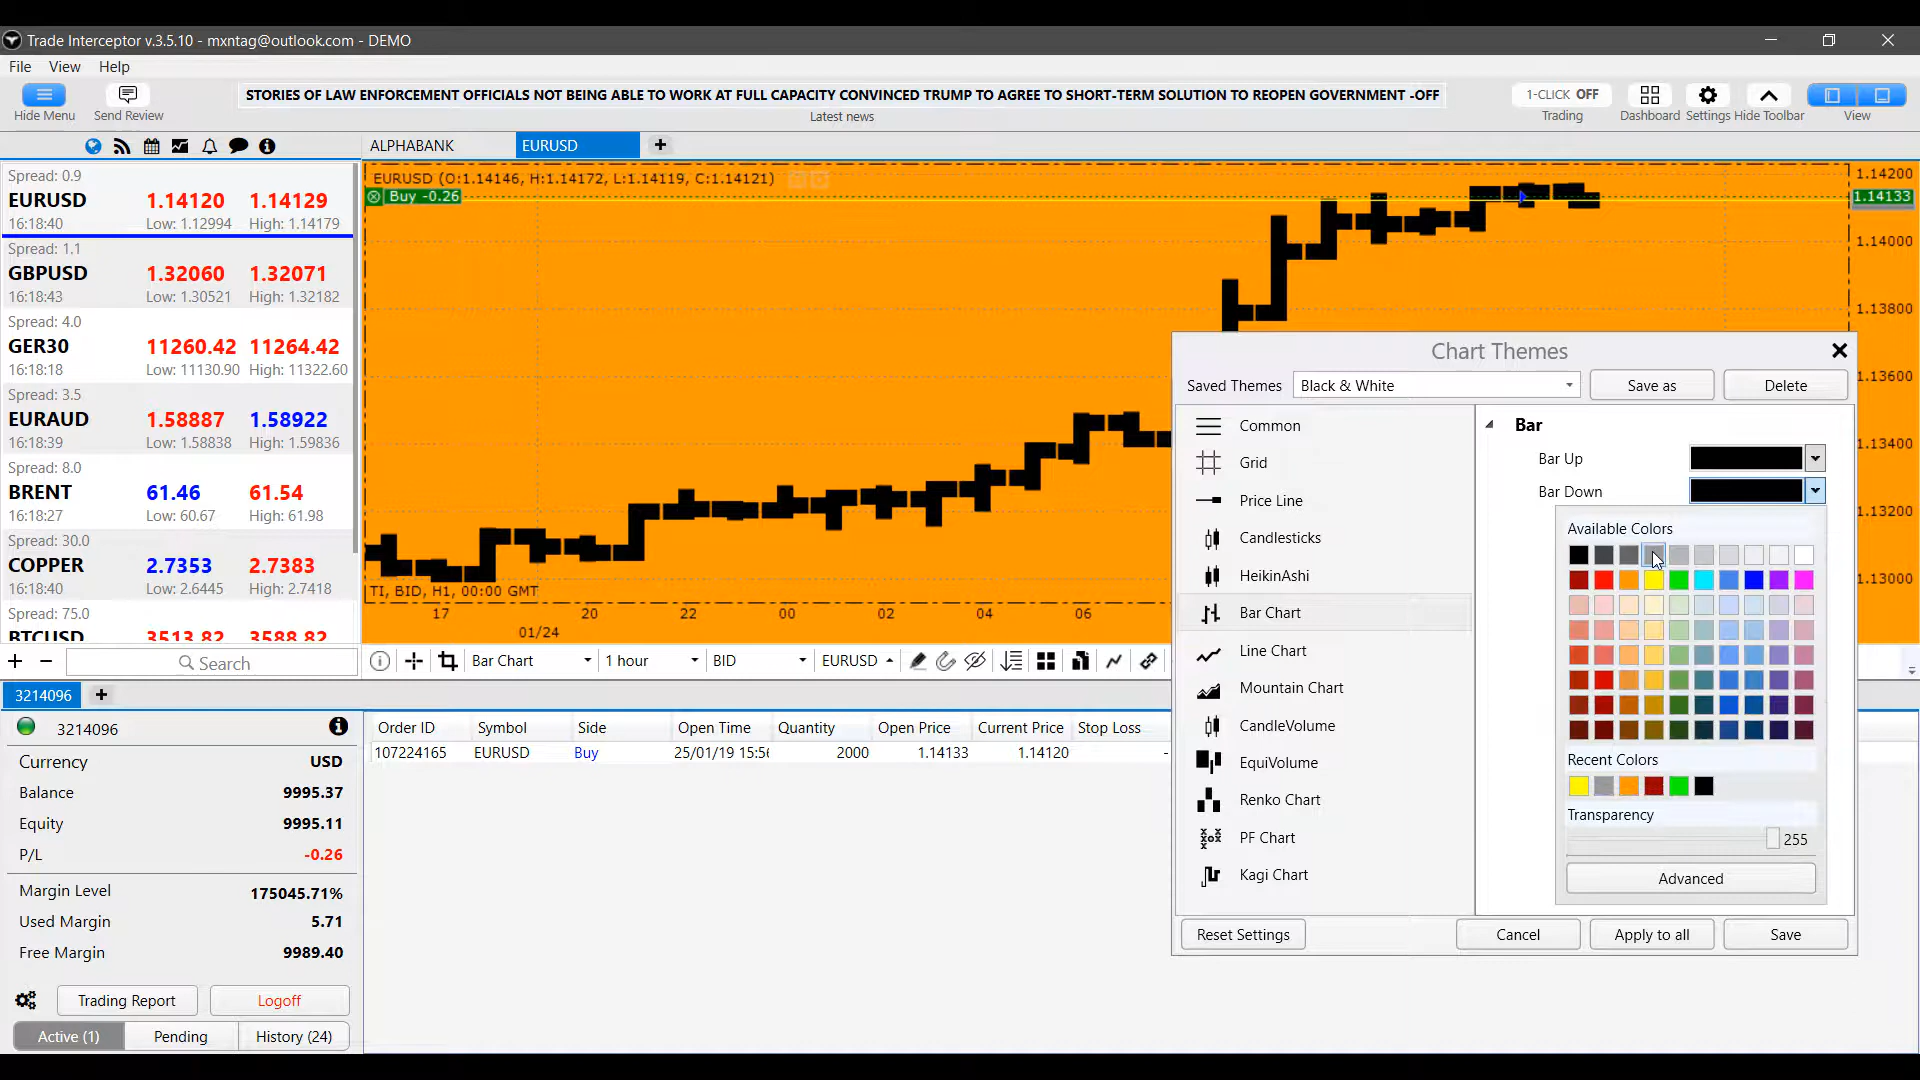 Trade Interceptor v.3.5.10 - mxntag@outlook.com - DEMO
File View Help
Hide Menu
Send Review
STORIES OF LAW ENFORCEMENT OFFICIALS NOT BEING ABLE TO WORK AT FULL CAPACITY CONVINCED TRUMP TO AGREE TO SHORT-TERM SOLUTION TO REOPEN GOVERNMENT -OFF
Latest news
1-CLICK OFF
Trading
Dashboard
Settings
Hide Toolbar
View
ALPHABANK
EURUSD
Spread: 0.9
EURUSD 1.14120 1.14129
16:18:40 Low: 1.12994 High: 1.14179
Spread: 1.1
GBPUSD 1.32060 1.32071
16:18:43 Low: 1.30521 High: 1.32182
Spread: 4.0
GER30 11260.42 11264.42
16:18:18 Low: 11130.90 High: 11322.60
Spread: 3.5
EURAUD 1.58887 1.58922
16:18:39 Low: 1.58838 High: 1.59836
Spread: 8.0
BRENT 61.46 61.54
16:18:27 Low: 60.67 High: 61.98
Spread: 30.0
COPPER 2.7353 2.7383
16:18:40 Low: 2.6445 High: 2.7418
Spread: 75.0
BTCUSD 3513.82 3588.82
Search
EURUSD (O:1.14146, H:1.14172, L:1.14119, C:1.14121)
Buy -0.26
TI, BID, H1, 00:00 GMT
17 20 22 00 02 04 06
01/24
1.14200
1.14133
1.14000
1.13800
1.13600
1.13400
1.13200
1.13000
Bar Chart 1 hour BID EURUSD
Chart Themes
Saved Themes Black & White Save as Delete
Common
Grid
Price Line
Candlesticks
HeikinAshi
Bar Chart
Line Chart
Mountain Chart
CandleVolume
EquiVolume
Renko Chart
PF Chart
Kagi Chart
Bar
Bar Up
Bar Down
Available Colors
Recent Colors
Transparency
255
Advanced
Reset Settings Cancel Apply to all Save
3214096
3214096
Currency USD
Balance 9995.37
Equity 9995.11
P/L -0.26
Margin Level 175045.71%
Used Margin 5.71
Free Margin 9989.40
Trading Report Logoff
Active (1) Pending History (24)
Order ID Symbol Side Open Time Quantity Open Price Current Price Stop Loss
107224165 EURUSD Buy 25/01/19 15:56 2000 1.14133 1.14120 -